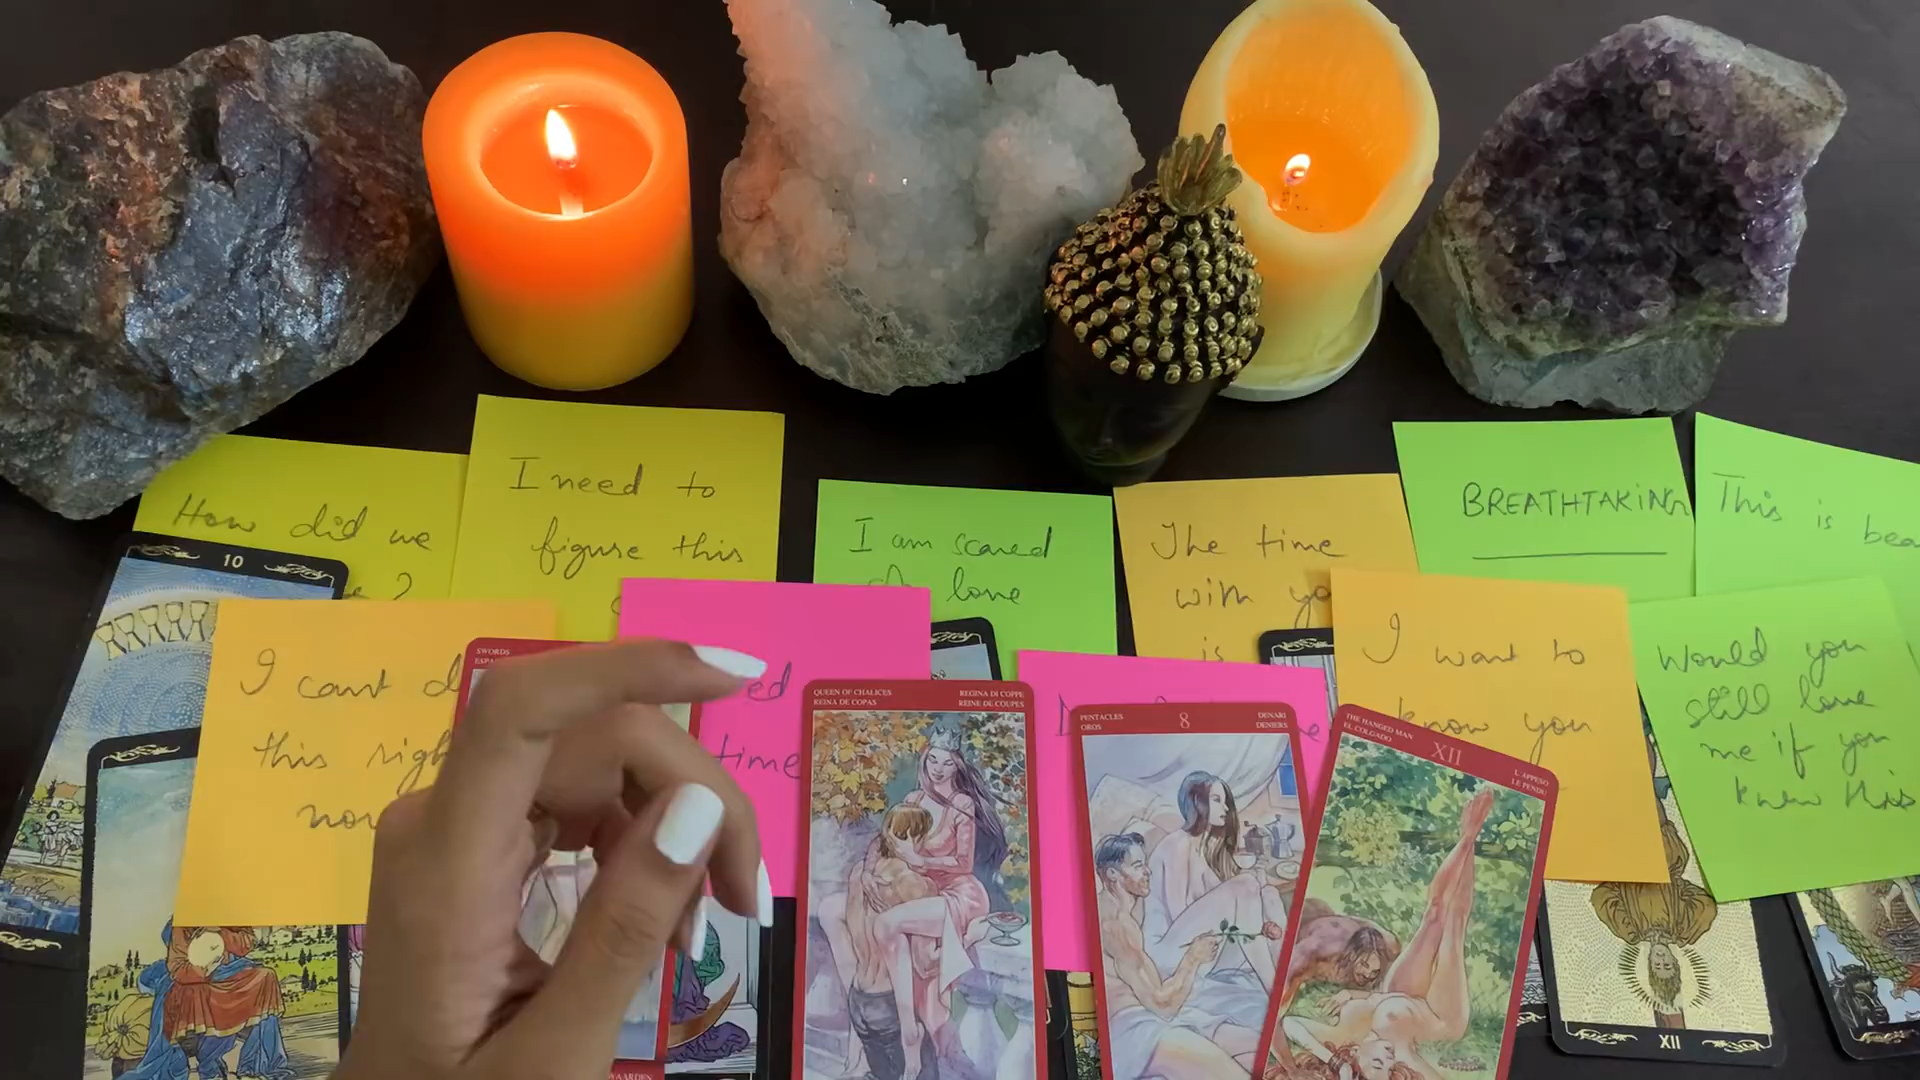 How did we
?
I need to
figure this
I am scared
love
The time
with yo
is
BREATHTAKING
This is bea
10
I cant d
this righ
now
SWORDS
ed
time
QUEEN OF CHALICES
REINA DE COPAS
REGINA DI COPPE
REINE DE COUPES
PENTACLES
OROS
8
DENARI
DENIERS
THE HANGED MAN
EL COLGADO
XII
L'APPESO
LE PENDU
I want to
know you
Would you
still love
me if you
knew this
XII